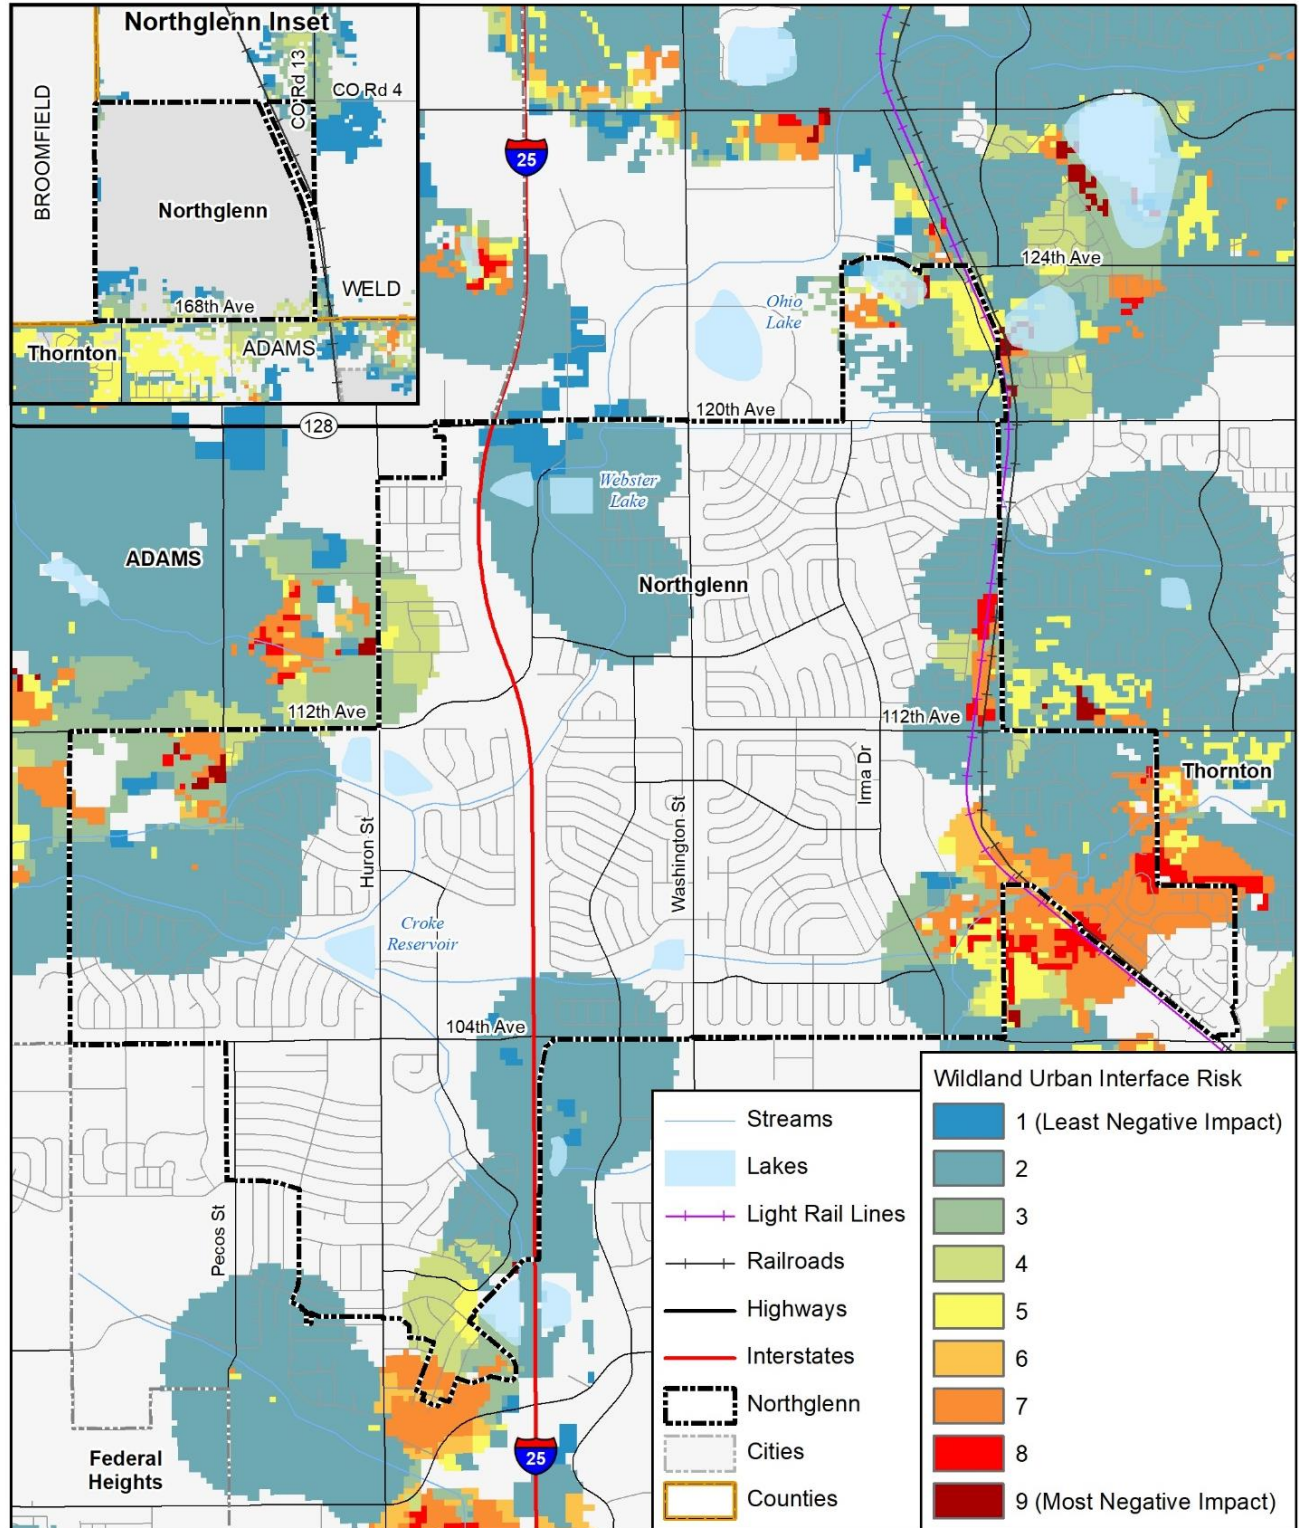 Northglenn Inset
CO Rd 13
CO Rd 4
BROOMFIELD
Northglenn
WELD
168th Ave
Thornton
ADAMS
25
124th Ave
Ohio
Lake
120th Ave
128
Webster
Lake
ADAMS
Northglenn
112th Ave
112th Ave
Thornton
Irma Dr
Huron St
Washington St
Croke
Reservoir
104th Ave
Pecos St
Federal
Heights
25
Streams
Lakes
Light Rail Lines
Railroads
Highways
Interstates
Northglenn
Cities
Counties
Wildland Urban Interface Risk
1 (Least Negative Impact)
2
3
4
5
6
7
8
9 (Most Negative Impact)